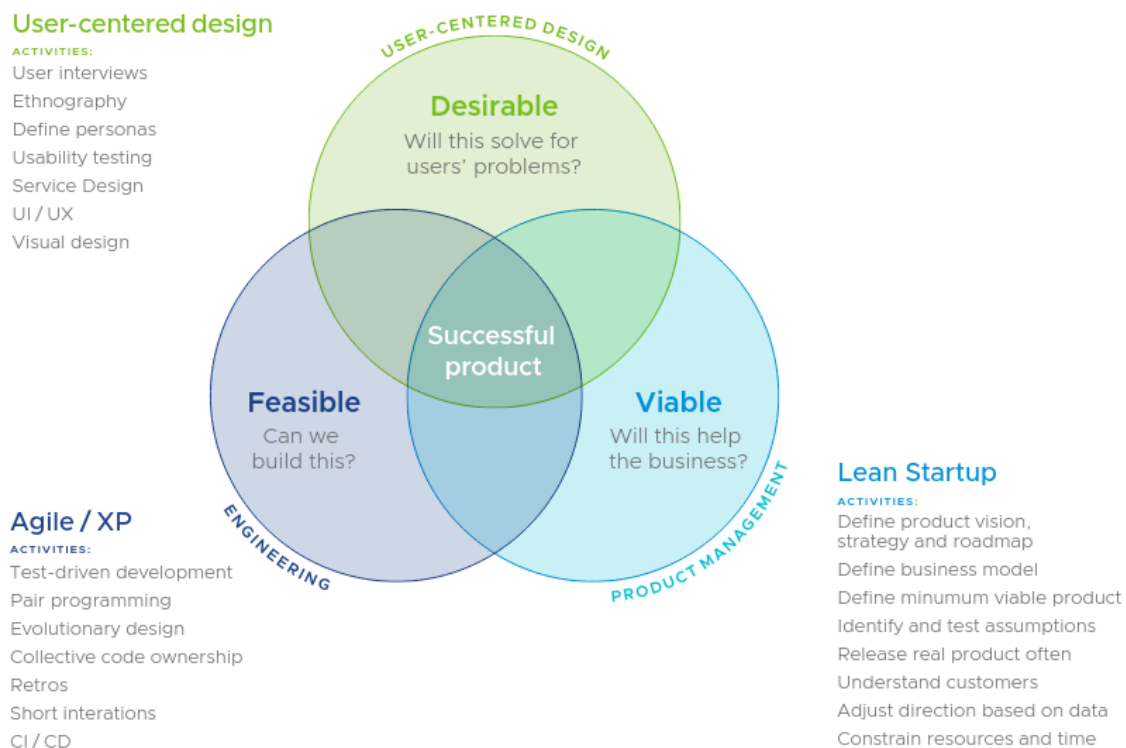 User-centered design
ACTIVITIES:
User interviews
Ethnography
Define personas
Usability testing
Service Design
UI / UX
Visual design
USER-CENTERED DESIGN
Desirable
Will this solve for
users' problems?
Successful
product
Feasible
Can we
build this?
ENGINEERING
Viable
Will this help
the business?
PRODUCT MANAGEMENT
Agile / XP
ACTIVITIES:
Test-driven development
Pair programming
Evolutionary design
Collective code ownership
Retros
Short interations
CI / CD
Lean Startup
ACTIVITIES:
Define product vision,
strategy and roadmap
Define business model
Define minumum viable product
Identify and test assumptions
Release real product often
Understand customers
Adjust direction based on data
Constrain resources and time